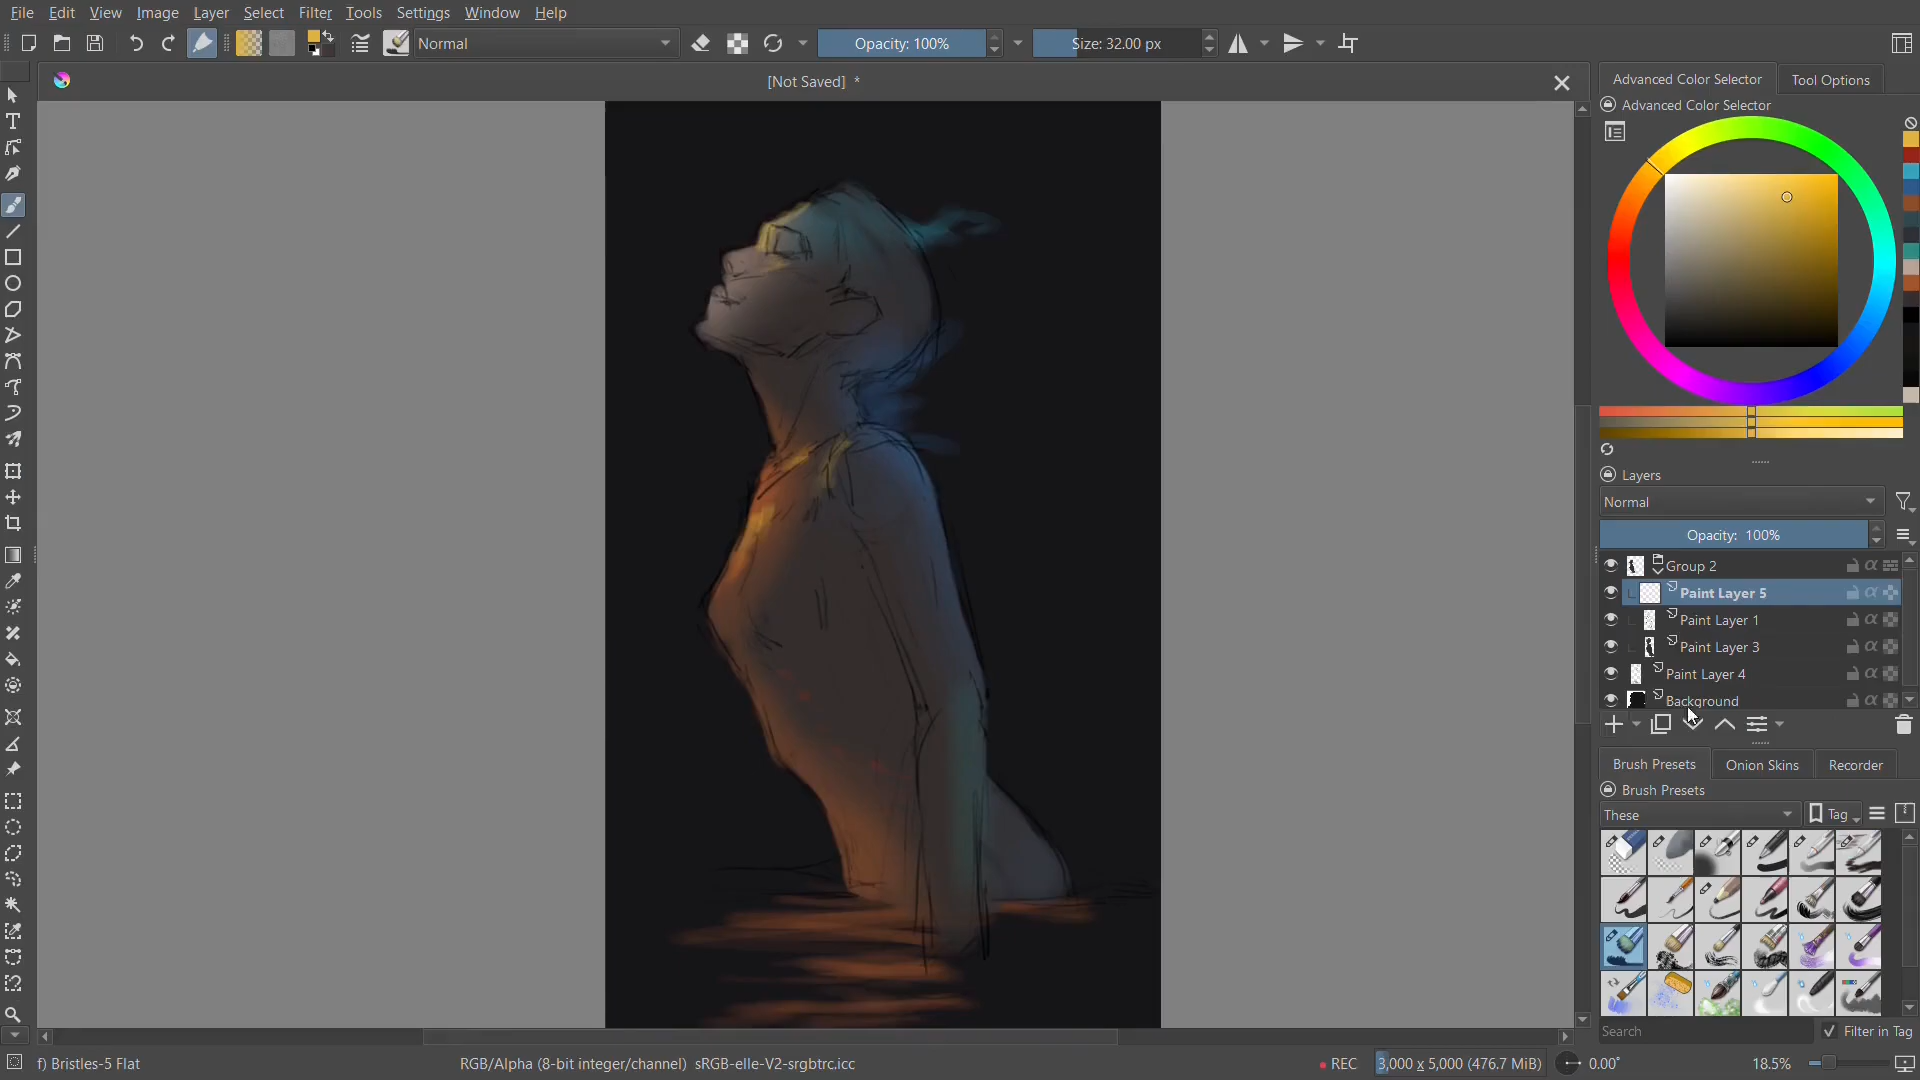 File Edit View Image Layer Select Filter Tools Settings Window Help
Normal
Opacity: 100%
Size: 32.00 px
[Not Saved] *
Advanced Color Selector
Tool Options
Advanced Color Selector
Layers
Normal
Opacity: 100%
Group 2
Paint Layer 5
Paint Layer 1
Paint Layer 3
Paint Layer 4
Background
Brush Presets
Onion Skins
Recorder
Brush Presets
These
Tag
Search
Filter in Tag
f) Bristles-5 Flat
RGB/Alpha (8-bit integer/channel) sRGB-elle-V2-srgbtrc.icc
REC
3,000 x 5,000 (476.7 MiB)
0.00°
18.5%